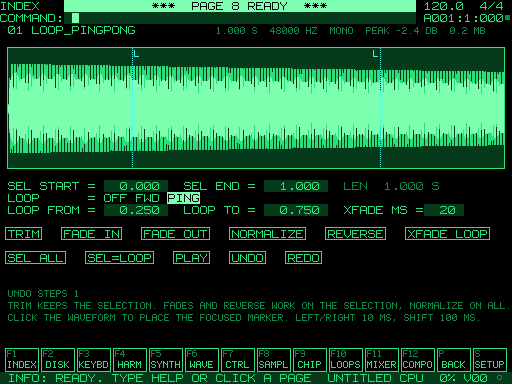 INDEX *** PAGE 8 READY *** 120.0 4/4
COMMAND: A001:1:000
01 LOOP_PINGPONG 1.000 S 48000 HZ MONO PEAK -2.4 DB 0.2 MB
L L
SEL START = 0.000 SEL END = 1.000 LEN 1.000 S
LOOP = OFF FWD PING
LOOP FROM = 0.250 LOOP TO = 0.750 XFADE MS = 20
TRIM FADE IN FADE OUT NORMALIZE REVERSE XFADE LOOP
SEL ALL SEL=LOOP PLAY UNDO REDO
UNDO STEPS 1
TRIM KEEPS THE SELECTION. FADES AND REVERSE WORK ON THE SELECTION, NORMALIZE ON ALL.
CLICK THE WAVEFORM TO PLACE THE FOCUSED MARKER. LEFT/RIGHT 10 MS, SHIFT 100 MS.
F1 F2 F3 F4 F5 F6 F7 F8 F9 F10 F11 F12 P S
INDEX DISK KEYBD HARM SYNTH WAVE CTRL SAMPL CHIP LOOPS MIXER COMPO BACK SETUP
INFO: READY. TYPE HELP OR CLICK A PAGE UNTITLED CPU 0% V00